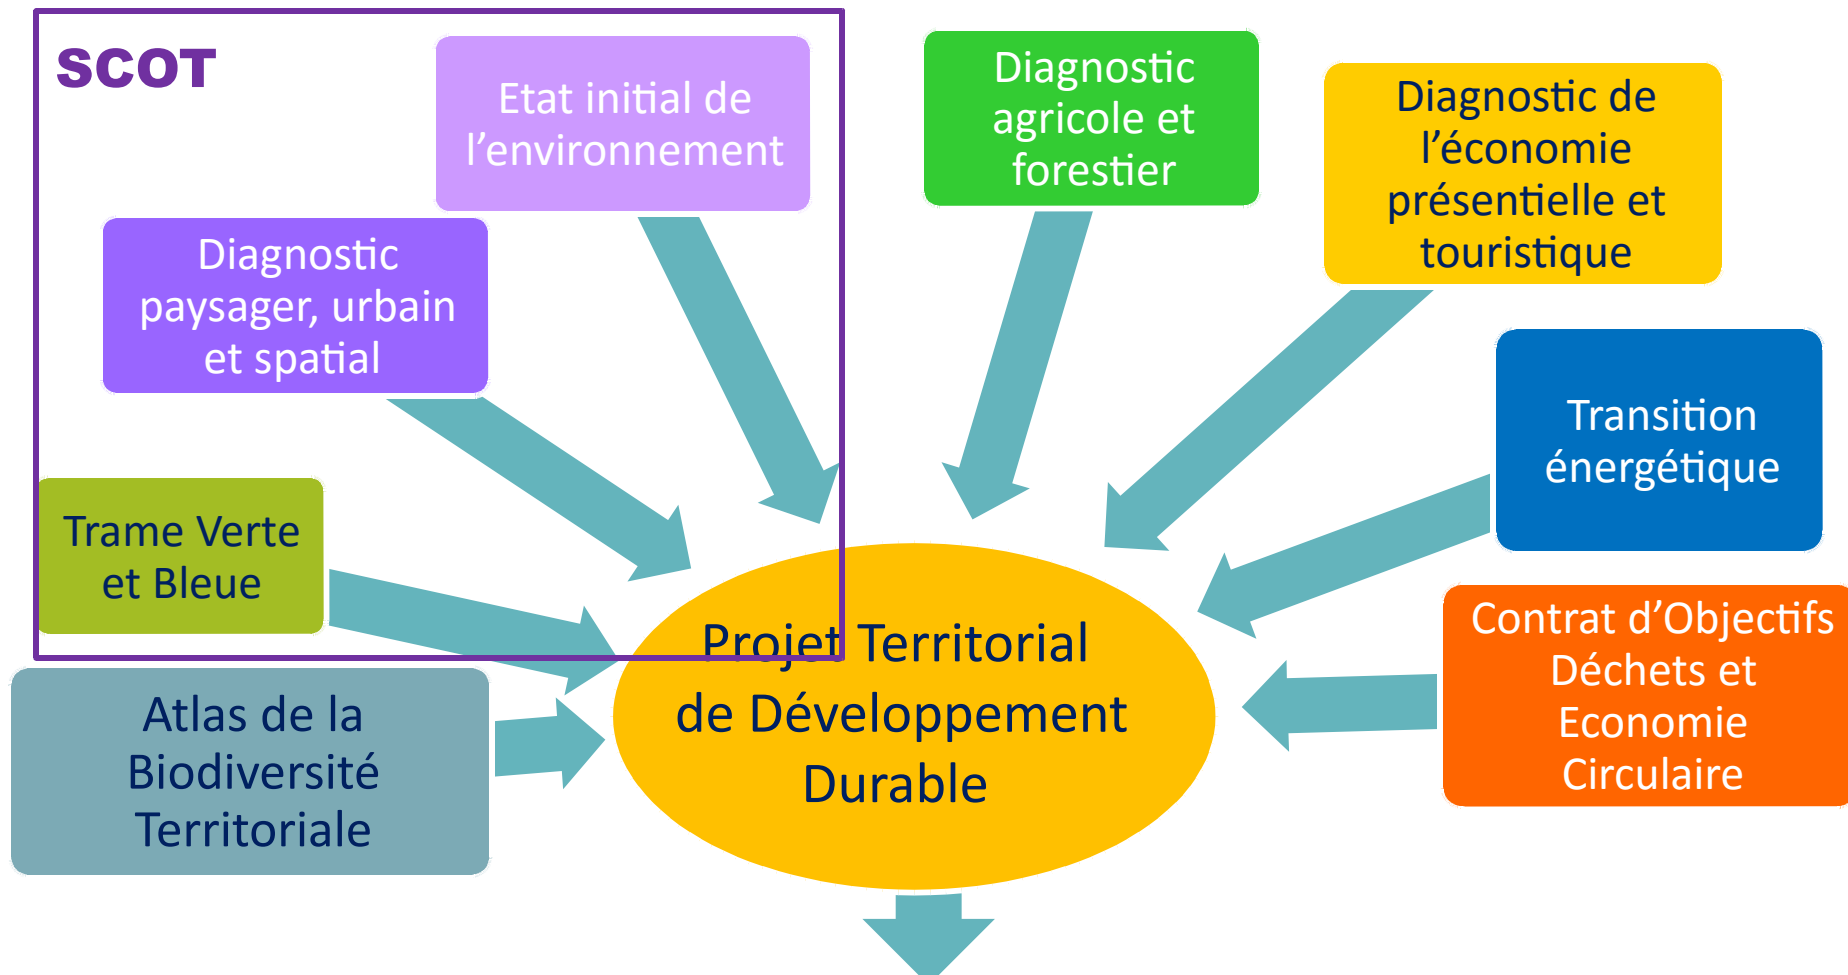 SCOT
Etat initial de
l’environnement
Diagnostic
agricole et
forestier
Diagnostic de
l’économie
présentielle et
touristique
Diagnostic
paysager, urbain
et spatial
Transition
énergétique
Trame Verte
et Bleue
Contrat d’Objectifs
Déchets et
Economie
Circulaire
Projet Territorial
de Développement
Durable
Atlas de la
Biodiversité
Territoriale